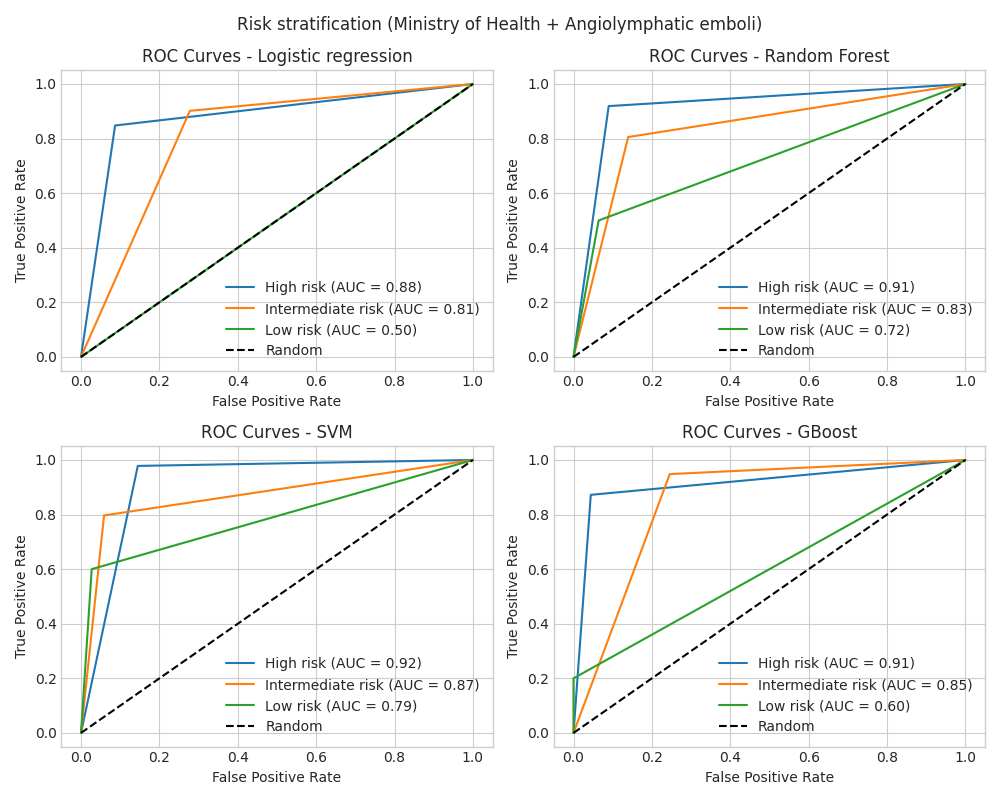 Risk stratification (Ministry of Health + Angiolymphatic emboli)
ROC Curves - Logistic regression
1.0
0.8
0.6
0.4
0.2
0.0
True Positive Rate
High risk (AUC = 0.88)
Intermediate risk (AUC = 0.81)
Low risk (AUC = 0.50)
Random
0.0 0.2 0.4 0.6 0.8 1.0
False Positive Rate
ROC Curves - Random Forest
1.0
0.8
0.6
0.4
0.2
0.0
True Positive Rate
High risk (AUC = 0.91)
Intermediate risk (AUC = 0.83)
Low risk (AUC = 0.72)
Random
0.0 0.2 0.4 0.6 0.8 1.0
False Positive Rate
ROC Curves - SVM
1.0
0.8
0.6
0.4
0.2
0.0
True Positive Rate
High risk (AUC = 0.92)
Intermediate risk (AUC = 0.87)
Low risk (AUC = 0.79)
Random
0.0 0.2 0.4 0.6 0.8 1.0
False Positive Rate
ROC Curves - GBoost
1.0
0.8
0.6
0.4
0.2
0.0
True Positive Rate
High risk (AUC = 0.91)
Intermediate risk (AUC = 0.85)
Low risk (AUC = 0.60)
Random
0.0 0.2 0.4 0.6 0.8 1.0
False Positive Rate